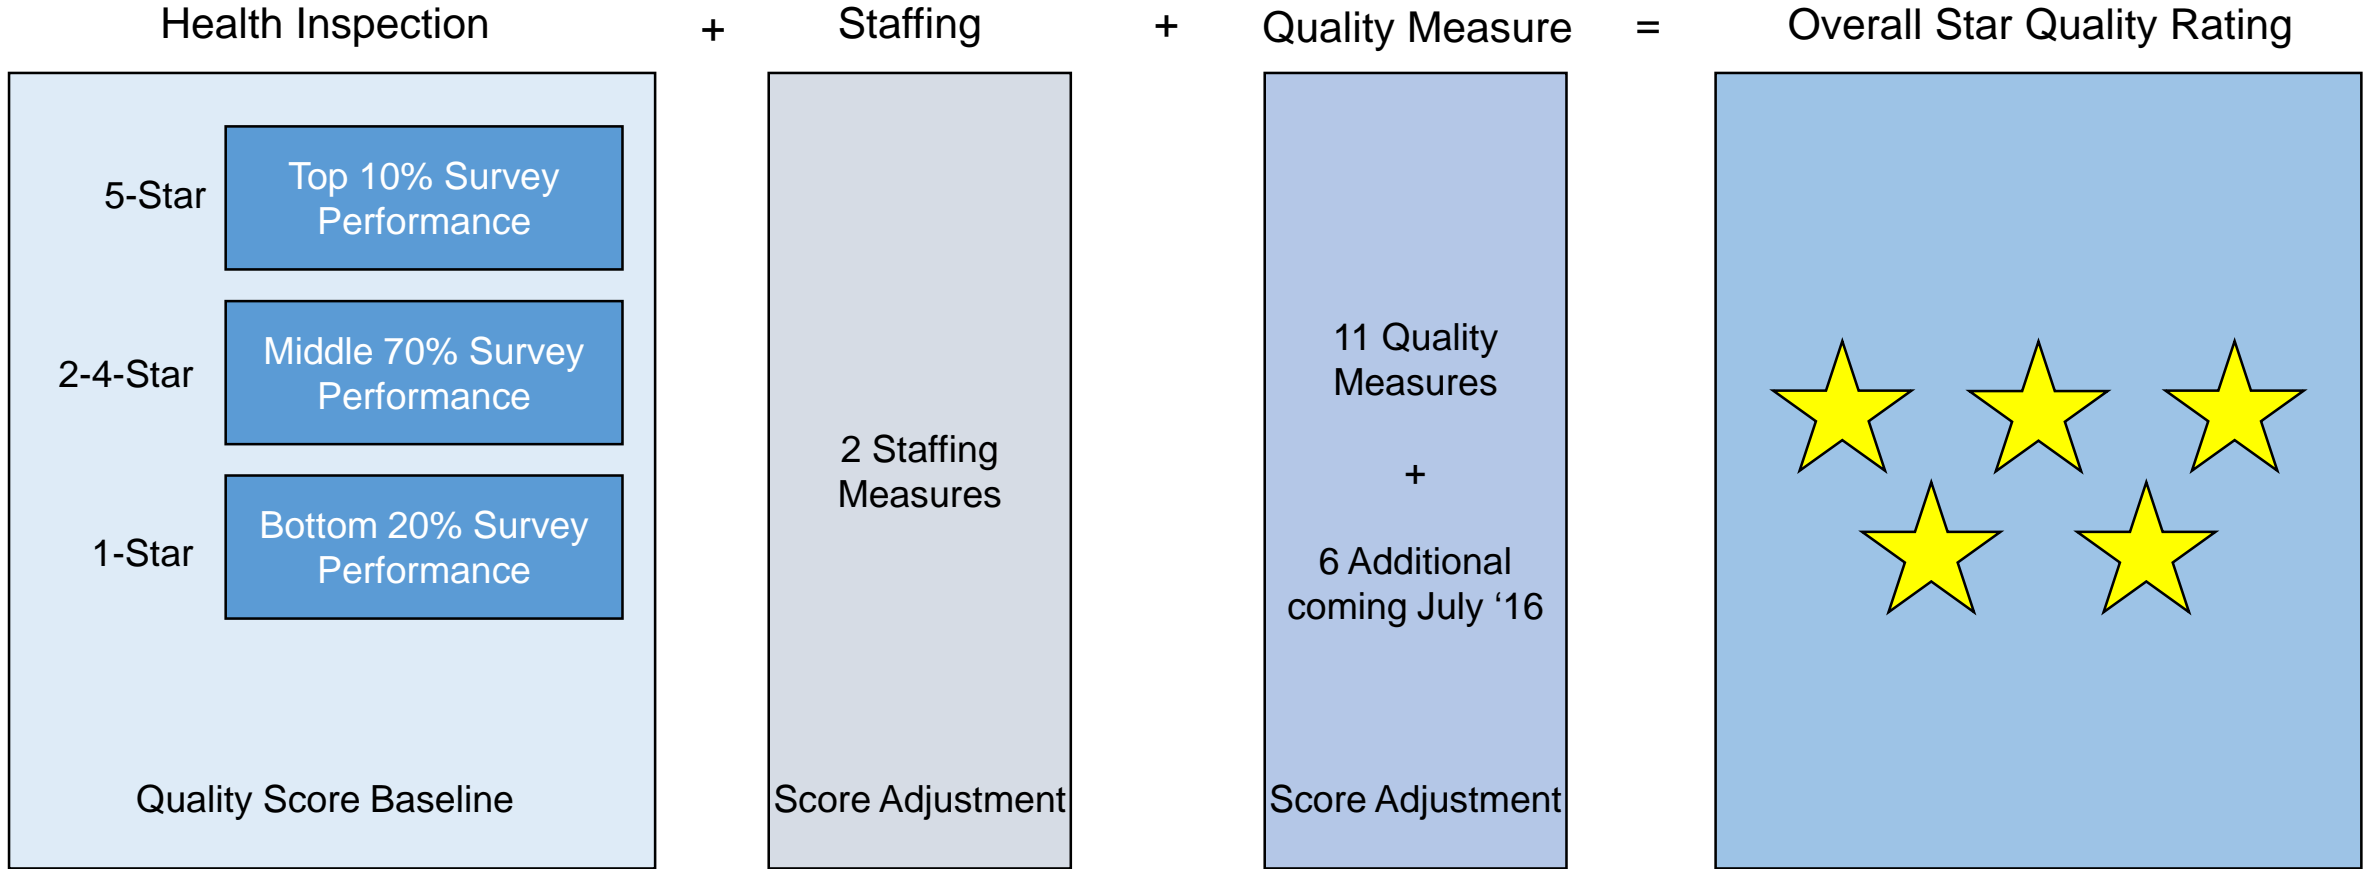 Health Inspection + Staffing + Quality Measure = Overall Star Quality Rating
5-Star
Top 10% Survey
Performance
2-4-Star
Middle 70% Survey
Performance
1-Star
Bottom 20% Survey
Performance
Quality Score Baseline
2 Staffing
Measures
Score Adjustment
11 Quality
Measures
+
6 Additional
coming July ‘16
Score Adjustment